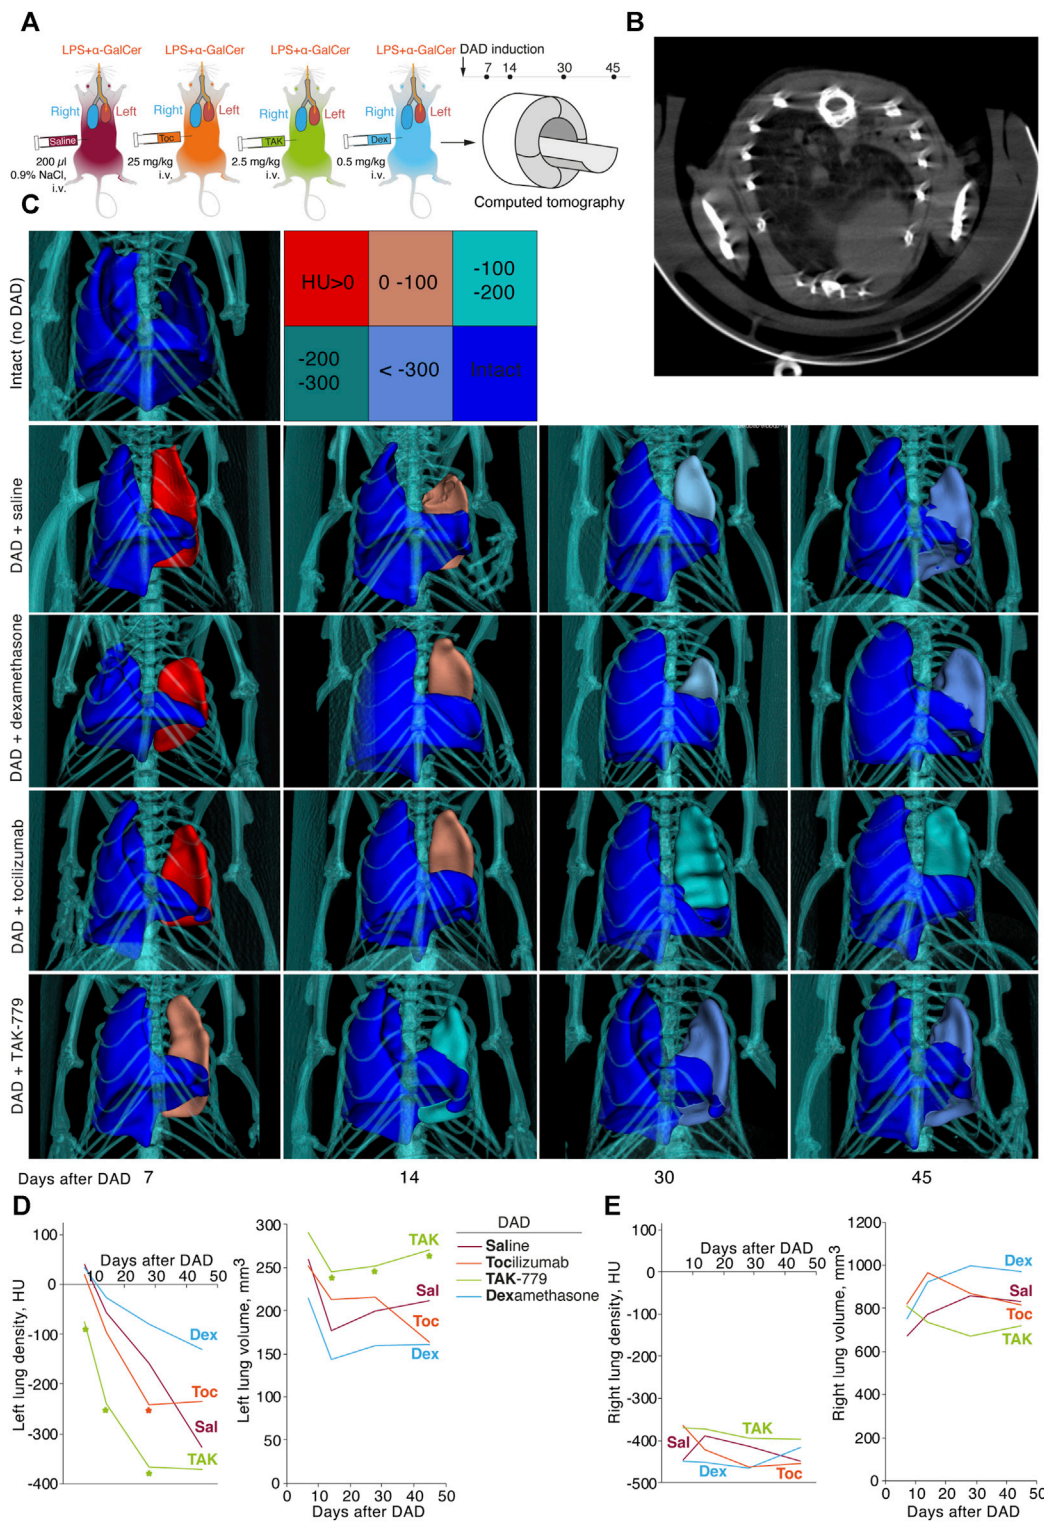 A
LPS+α-GalCer LPS+α-GalCer LPS+α-GalCer LPS+α-GalCer
DAD induction
7 14 30 45
Right Left Right Left Right Left Right Left
Saline Toc TAK Dex
200 μl
0.9% NaCl,
i.v.
25 mg/kg
i.v.
2.5 mg/kg
i.v.
0.5 mg/kg
i.v.
Computed tomography
B
C
Intact (no DAD)
HU>0
0 -100
-100
-200
-200
-300
< -300
Intact
DAD + saline
DAD + dexamethasone
DAD + tocilizumab
DAD + TAK-779
Days after DAD 7 14 30 45
D
Left lung density, HU
100
0
-100
-200
-300
-400
Days after DAD
10 20 30 40 50
Dex
Toc
Sal
TAK
Left lung volume, mm3
300
250
200
150
100
50
0
TAK
Sal
Toc
Dex
0 10 20 30 40 50
Days after DAD
DAD
Saline
Tocilizumab
TAK-779
Dexamethasone
E
Right lung density, HU
100
0
-100
-200
-300
-400
-500
Days after DAD
10 20 30 40 50
TAK
Sal
Dex
Toc
Right lung volume, mm3
1200
1000
800
600
400
200
0
Dex
Sal
Toc
TAK
0 10 20 30 40 50
Days after DAD